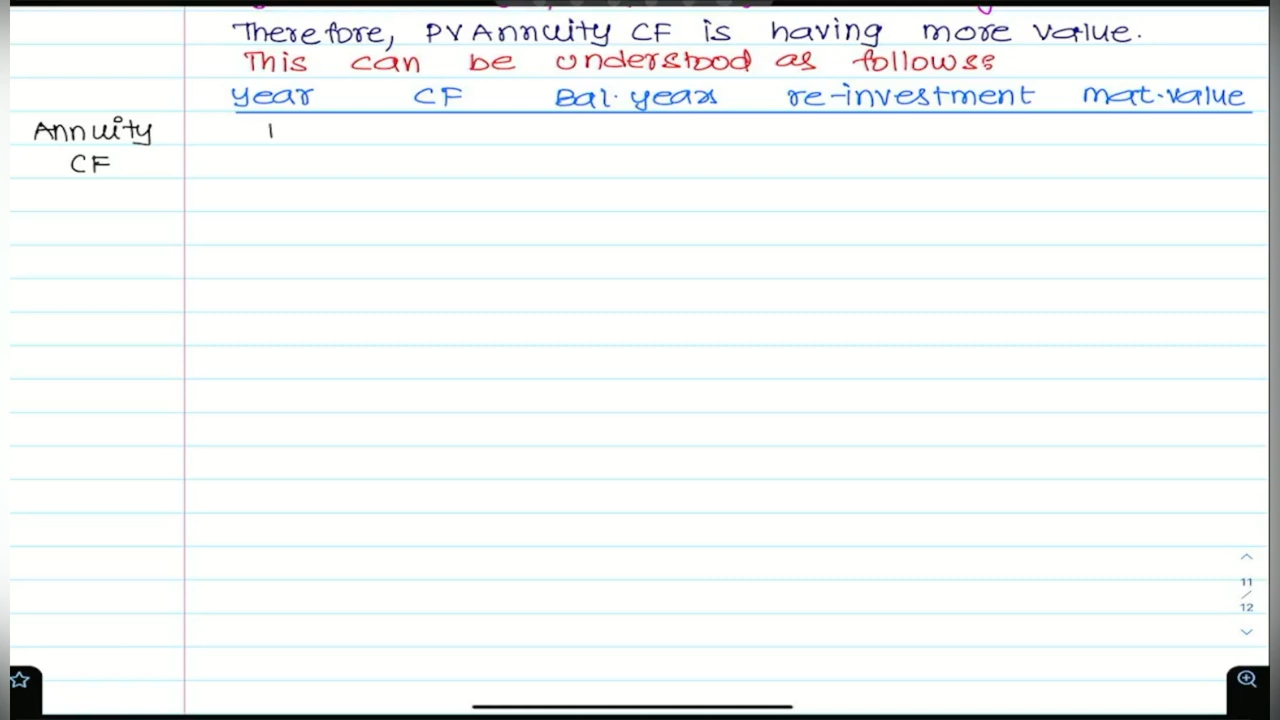 Therefore, PV Annuity CF is having more value.
This can be understood as follows:
year CF Bal. years re-investment mat.value
Annuity 1
CF
11
/
12